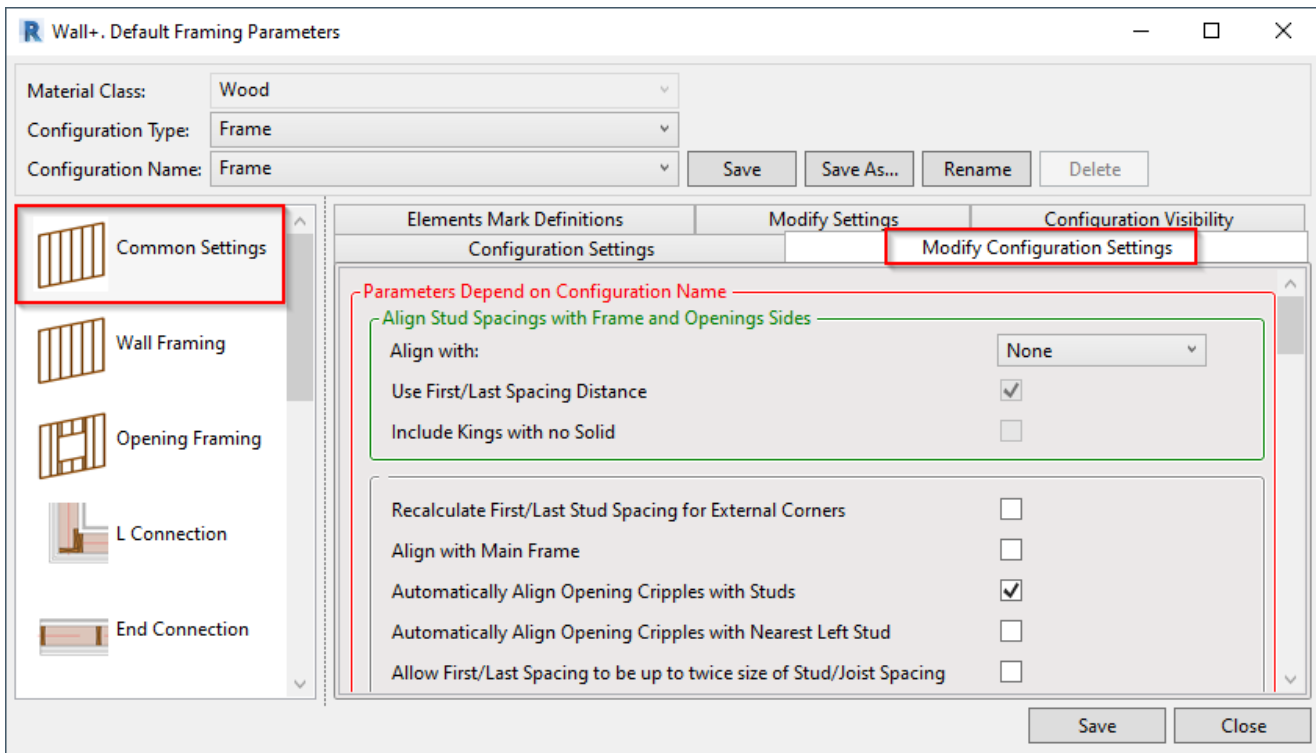 Wall+. Default Framing Parameters
Material Class: Wood
Configuration Type: Frame
Configuration Name: Frame Save Save As... Rename Delete
Common Settings
Wall Framing
Opening Framing
L Connection
End Connection
Elements Mark Definitions Modify Settings Configuration Visibility
Configuration Settings Modify Configuration Settings
Parameters Depend on Configuration Name
Align Stud Spacings with Frame and Openings Sides
Align with: None
Use First/Last Spacing Distance
Include Kings with no Solid
Recalculate First/Last Stud Spacing for External Corners
Align with Main Frame
Automatically Align Opening Cripples with Studs
Automatically Align Opening Cripples with Nearest Left Stud
Allow First/Last Spacing to be up to twice size of Stud/Joist Spacing
Save Close